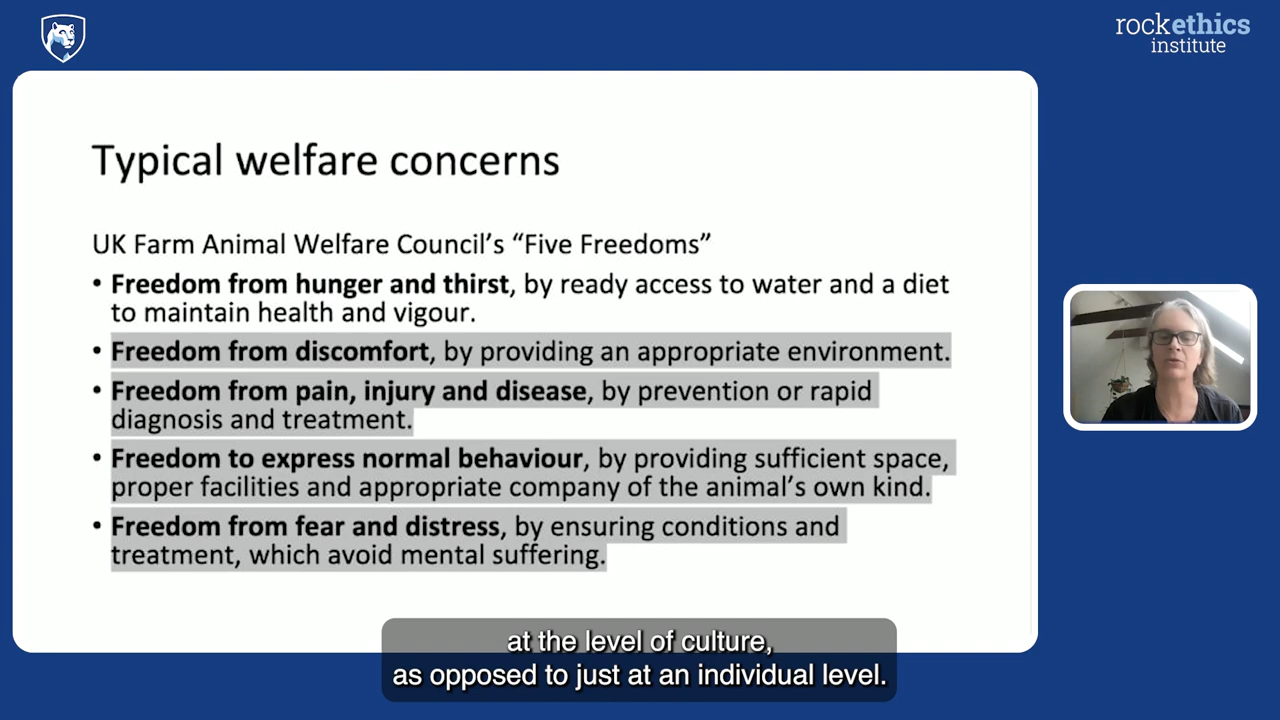 rockethics
institute
Typical welfare concerns
UK Farm Animal Welfare Council's “Five Freedoms”
• Freedom from hunger and thirst, by ready access to water and a diet
to maintain health and vigour.
• Freedom from discomfort, by providing an appropriate environment.
• Freedom from pain, injury and disease, by prevention or rapid
diagnosis and treatment.
• Freedom to express normal behaviour, by providing sufficient space,
proper facilities and appropriate company of the animal's own kind.
• Freedom from fear and distress, by ensuring conditions and
treatment, which avoid mental suffering.
at the level of culture,
as opposed to just at an individual level.